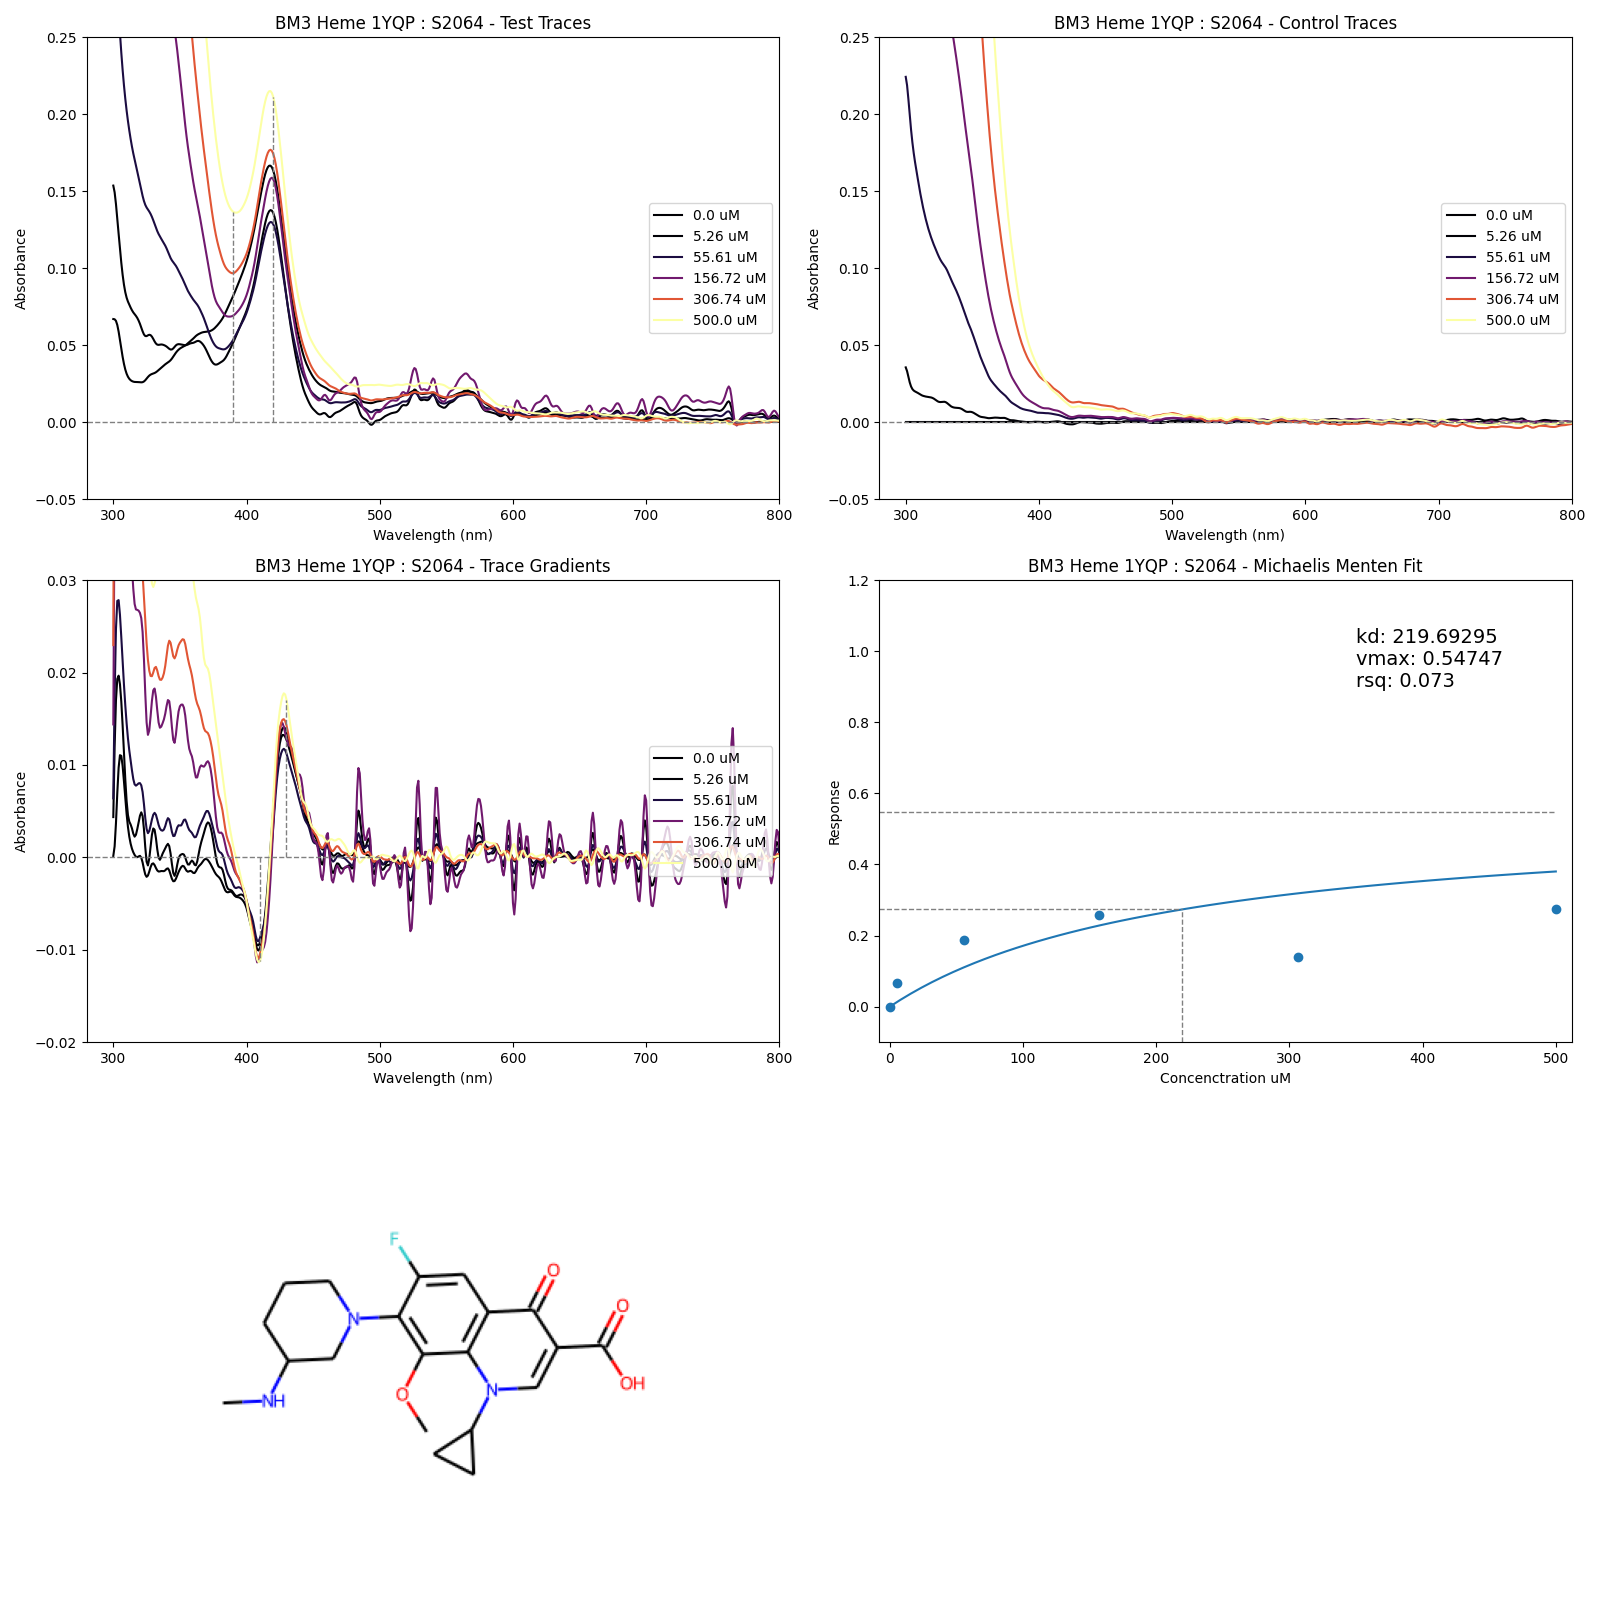 BM3 Heme 1YQP : S2064 - Test Traces
0.25
0.20
0.15
0.10
0.05
0.00
−0.05
Absorbance
300 400 500 600 700 800
Wavelength (nm)
0.0 uM
5.26 uM
55.61 uM
156.72 uM
306.74 uM
500.0 uM
BM3 Heme 1YQP : S2064 - Control Traces
0.25
0.20
0.15
0.10
0.05
0.00
−0.05
Absorbance
300 400 500 600 700 800
Wavelength (nm)
0.0 uM
5.26 uM
55.61 uM
156.72 uM
306.74 uM
500.0 uM
BM3 Heme 1YQP : S2064 - Trace Gradients
0.03
0.02
0.01
0.00
−0.01
−0.02
Absorbance
300 400 500 600 700 800
Wavelength (nm)
0.0 uM
5.26 uM
55.61 uM
156.72 uM
306.74 uM
500.0 uM
BM3 Heme 1YQP : S2064 - Michaelis Menten Fit
1.2
1.0
0.8
0.6
0.4
0.2
0.0
Response
0 100 200 300 400 500
Concenctration uM
kd: 219.69295
vmax: 0.54747
rsq: 0.073
F
O
O
N
OH
NH
O
N